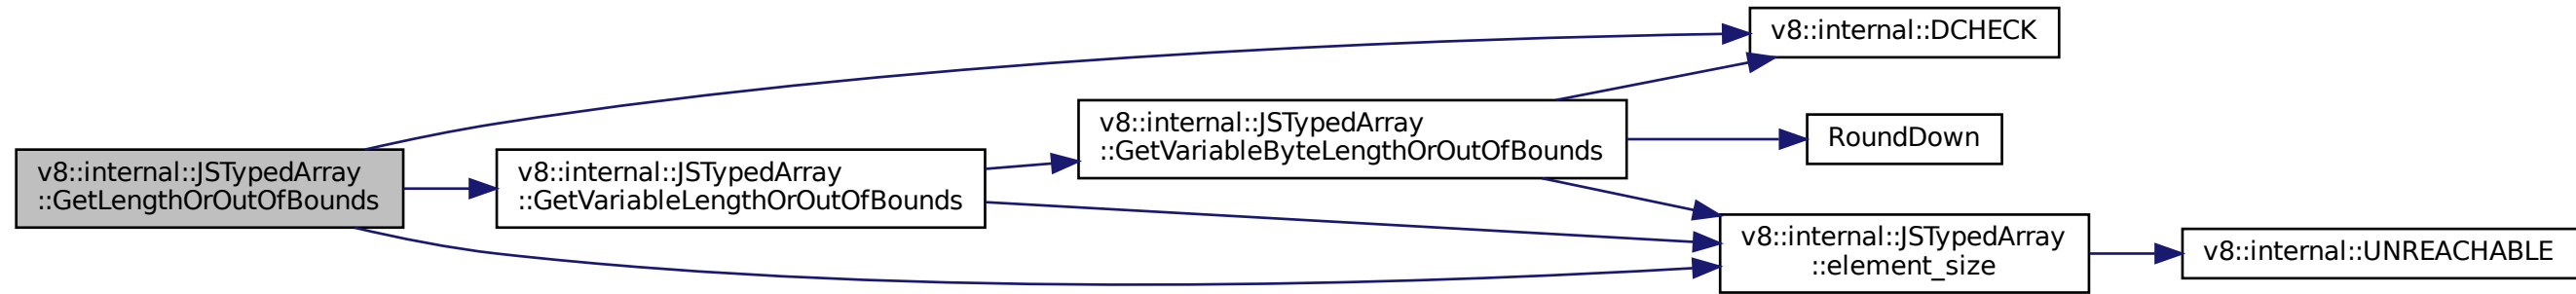 v8::internal::JSTypedArray
::GetLengthOrOutOfBounds
v8::internal::JSTypedArray
::GetVariableLengthOrOutOfBounds
v8::internal::JSTypedArray
::GetVariableByteLengthOrOutOfBounds
v8::internal::DCHECK
RoundDown
v8::internal::JSTypedArray
::element_size
v8::internal::UNREACHABLE